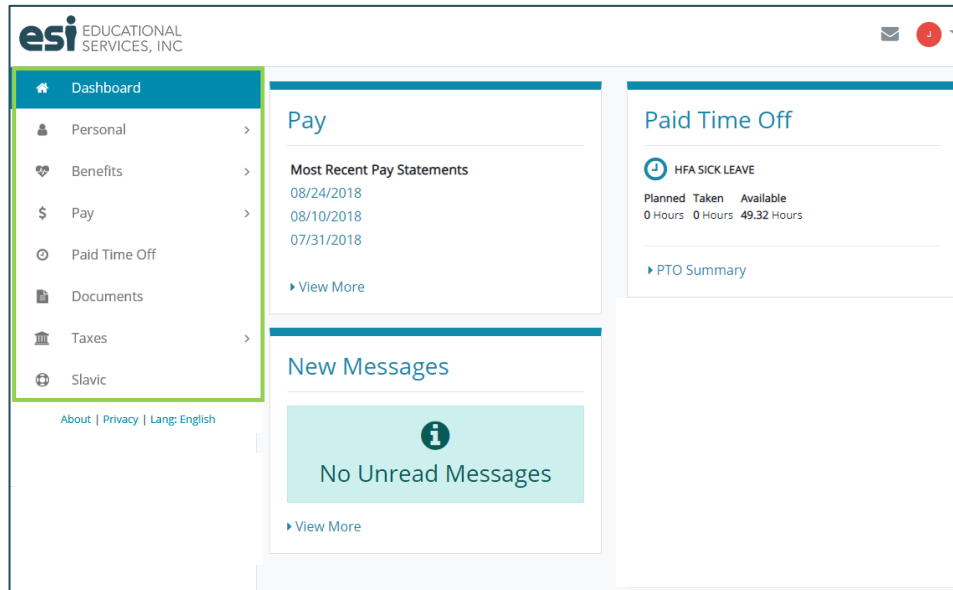 esi EDUCATIONAL
SERVICES, INC
J
Dashboard
Personal
Benefits
Pay
Paid Time Off
Documents
Taxes
Slavic
About | Privacy | Lang: English
Pay
Most Recent Pay Statements
08/24/2018
08/10/2018
07/31/2018
View More
New Messages
No Unread Messages
View More
Paid Time Off
HFA SICK LEAVE
Planned Taken Available
0 Hours 0 Hours 49.32 Hours
PTO Summary